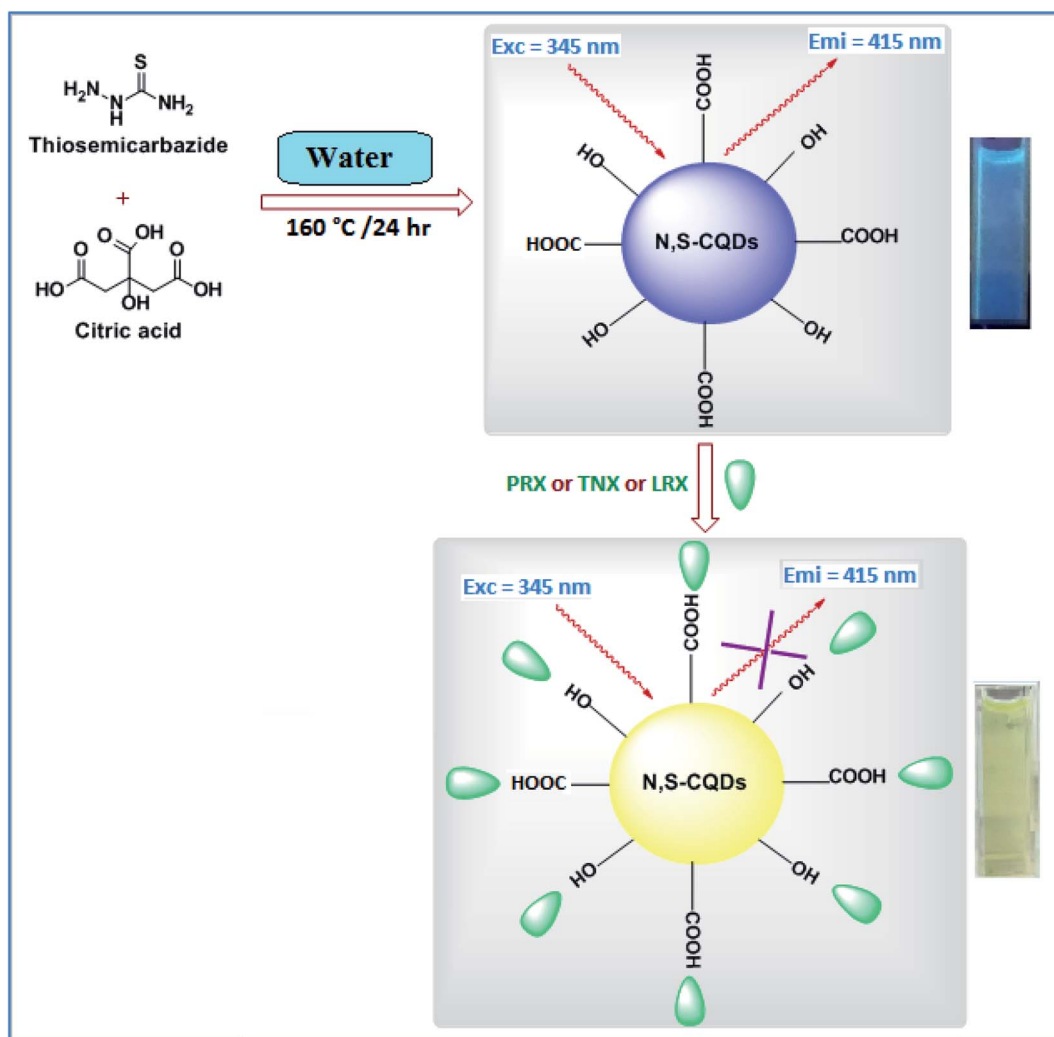 S
H₂N
N
H
NH₂
Thiosemicarbazide
+
O
OH
O
O
HO
OH
OH
Citric acid
Water
160 °C /24 hr
Exc = 345 nm
Emi = 415 nm
COOH
HO
OH
HOOC
N,S-CQDs
COOH
HO
OH
COOH
PRX or TNX or LRX
Exc = 345 nm
Emi = 415 nm
COOH
HO
OH
HOOC
N,S-CQDs
COOH
HO
OH
COOH